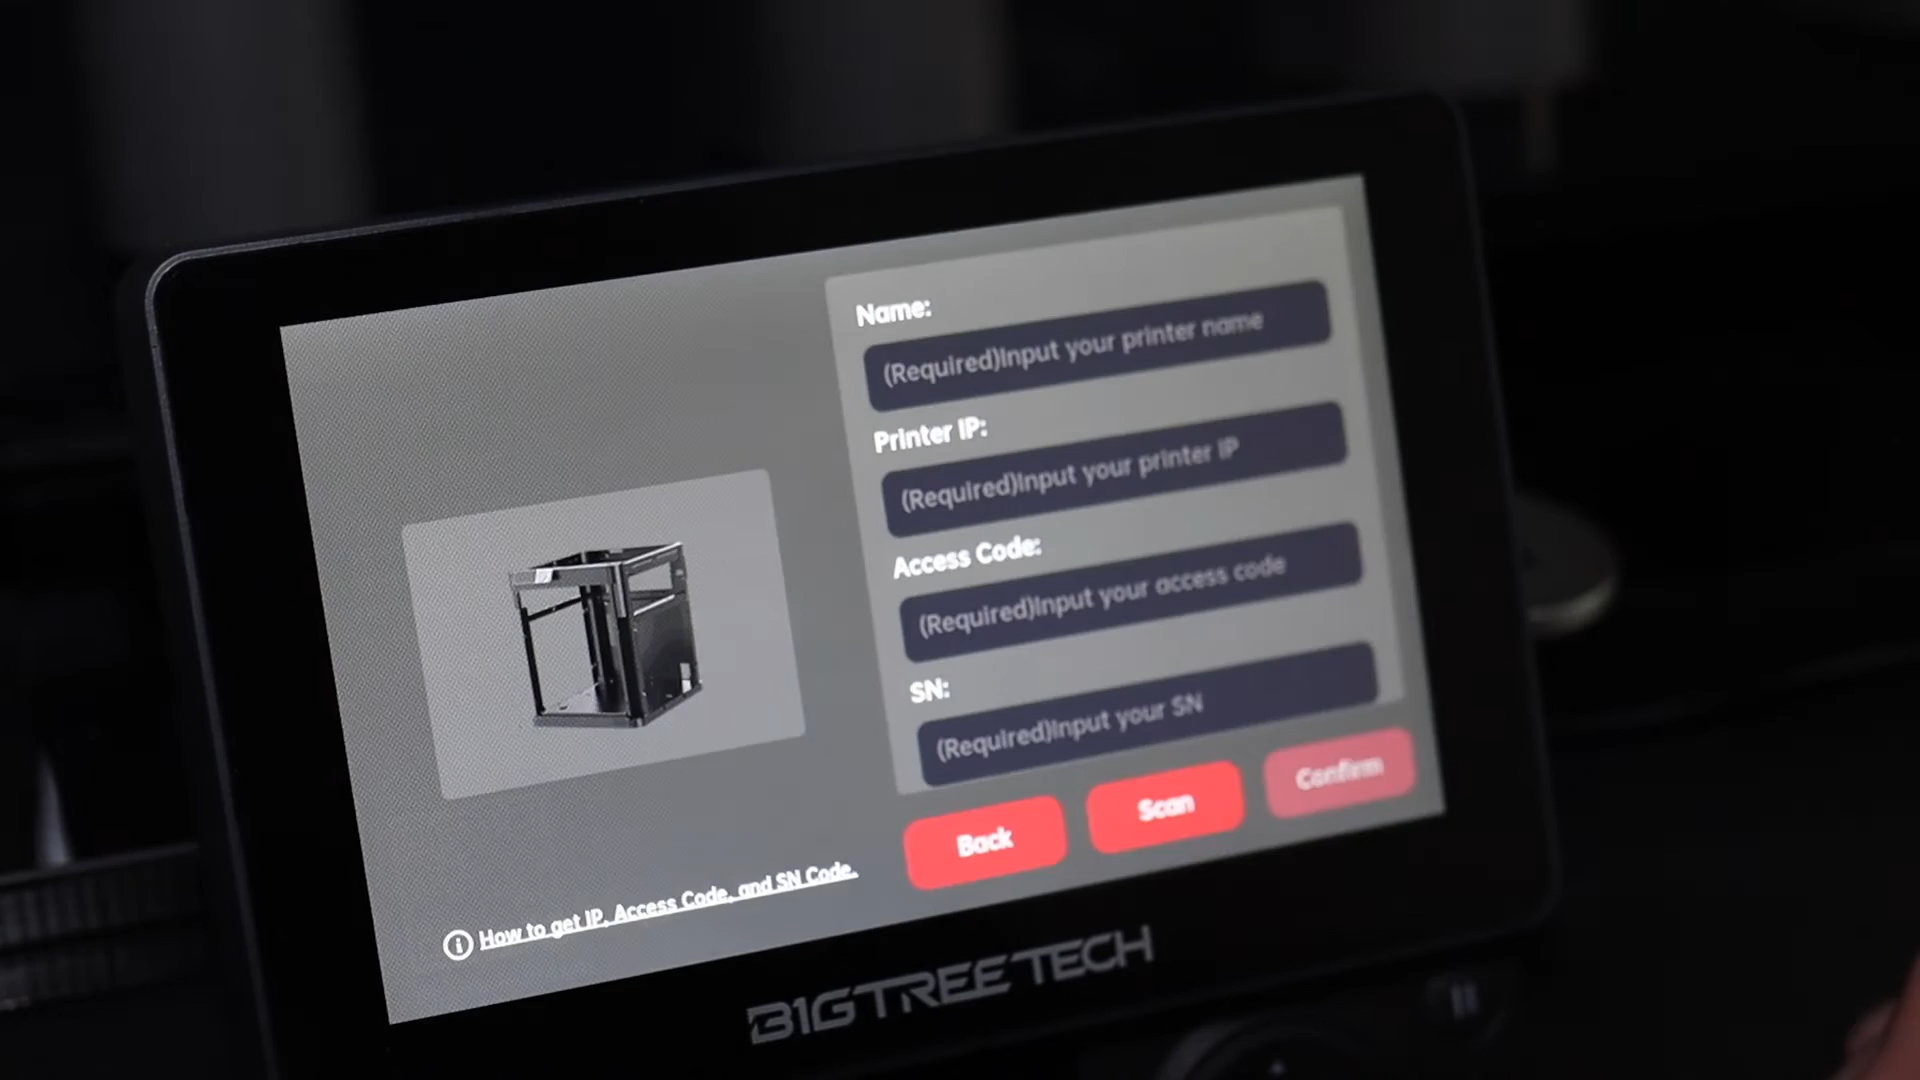 Name:
(Required)Input your printer name
Printer IP:
(Required)Input your printer IP
Access Code:
(Required)Input your access code
SN:
(Required)Input your SN
Back
Scan
Confirm
How to get IP, Access Code, and SN Code.
BIGTREETECH